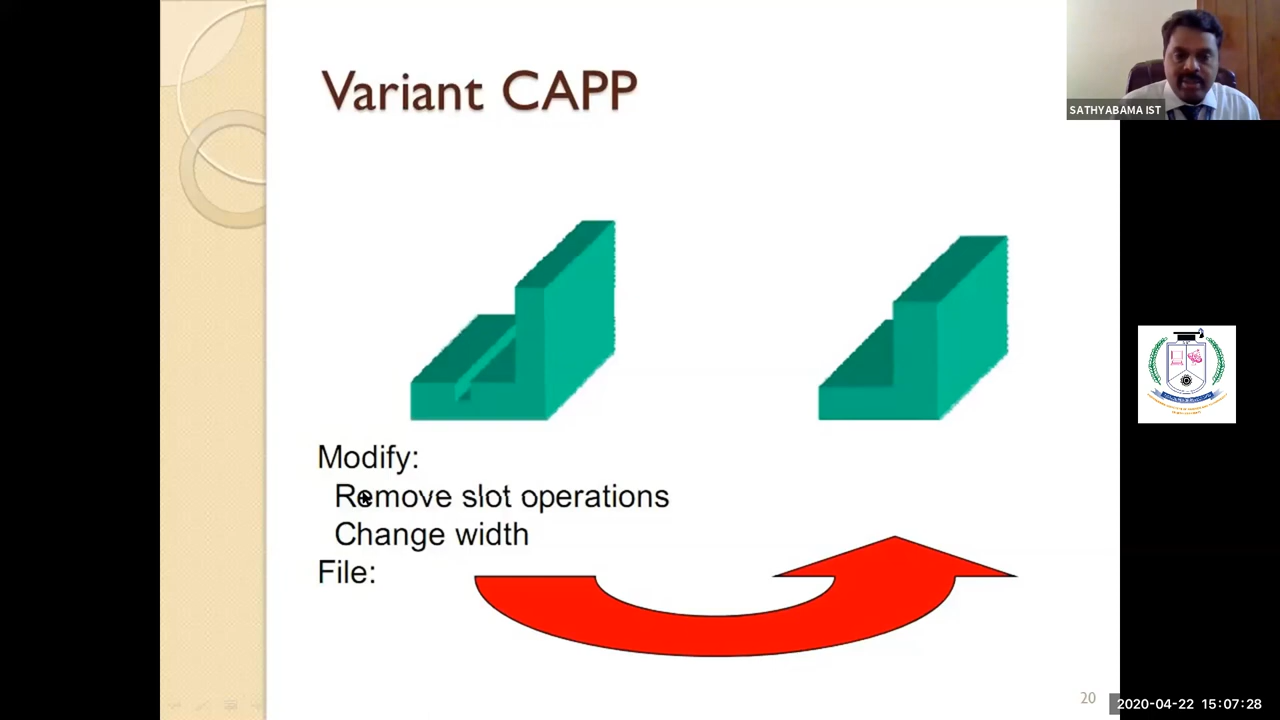 Variant CAPP
SATHYABAMA IST
Modify:
Remove slot operations
Change width
File:
20
2020-04-22 15:07:28